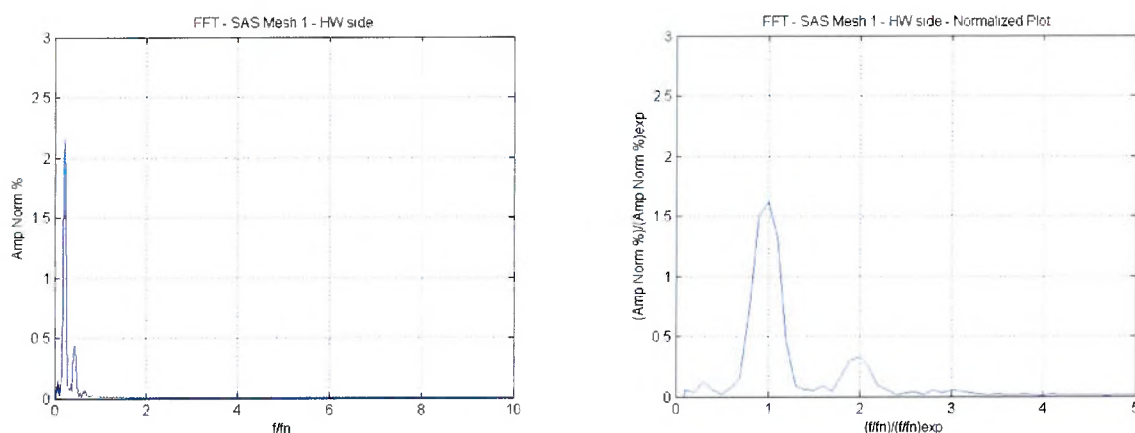 FFT - SAS Mesh 1 - HW side
3
2.5
2
1.5
1
0.5
0
Amp Norm %
0 2 4 6 8 10
f/fn
FFT - SAS Mesh 1 - HW side - Normalized Plot
3
2.5
2
1.5
1
0.5
0
(Amp Norm %)/(Amp Norm %)exp
0 1 2 3 4 5
(f/fn)/(f/fn)exp